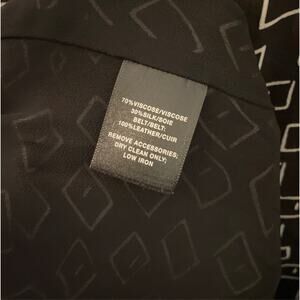 70%VISCOSE/VISCOSE
30%SILK/SOIE
BELT/BELT:
100%LEATHER/CUIR
REMOVE ACCESSORIES;
DRY CLEAN ONLY;
LOW IRON